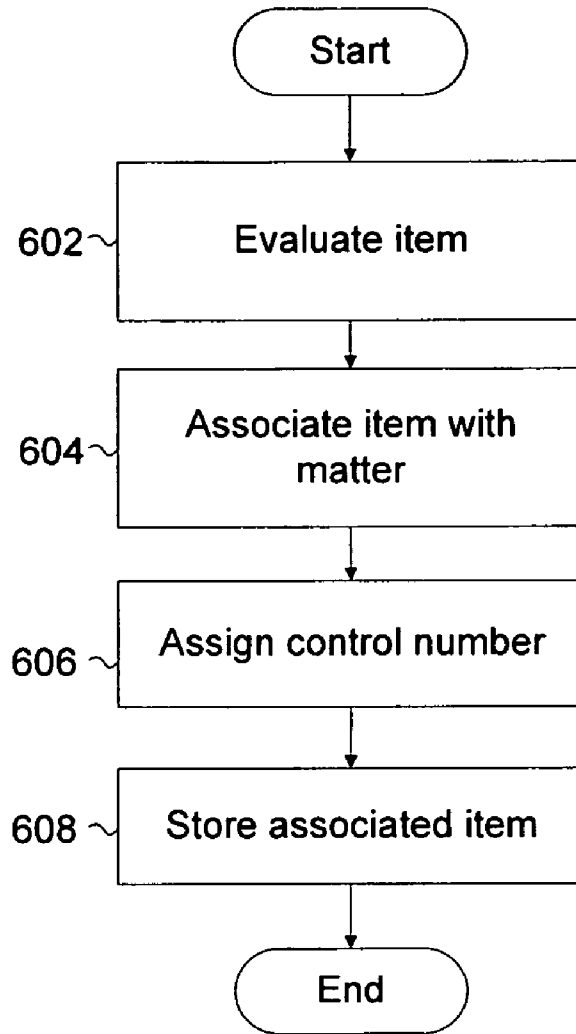 Start
602
Evaluate item
604
Associate item with
matter
606
Assign control number
608
Store associated item
End